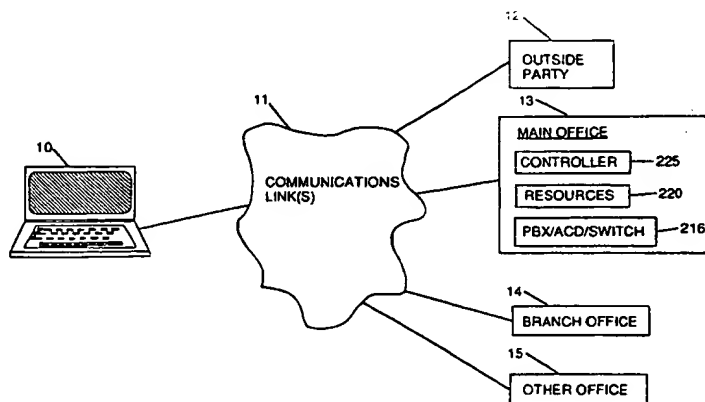 12
OUTSIDE
PARTY
10
11
COMMUNICATIONS
LINK(S)
13
MAIN OFFICE
CONTROLLER
225
RESOURCES
220
PBX/ACD/SWITCH
216
14
BRANCH OFFICE
15
OTHER OFFICE